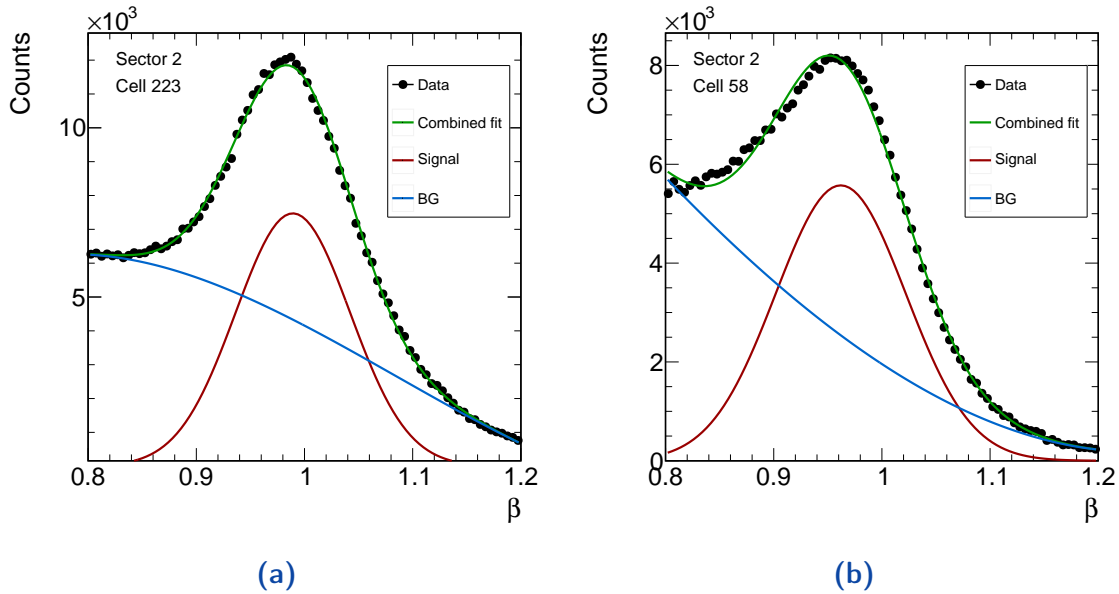 ×10³
Counts
Sector 2
Cell 223
Data
Combined fit
Signal
BG
10
5
0.8 0.9 1 1.1 1.2
β
(a)
×10³
Counts
Sector 2
Cell 58
Data
Combined fit
Signal
BG
8
6
4
2
0
0.8 0.9 1 1.1 1.2
β
(b)